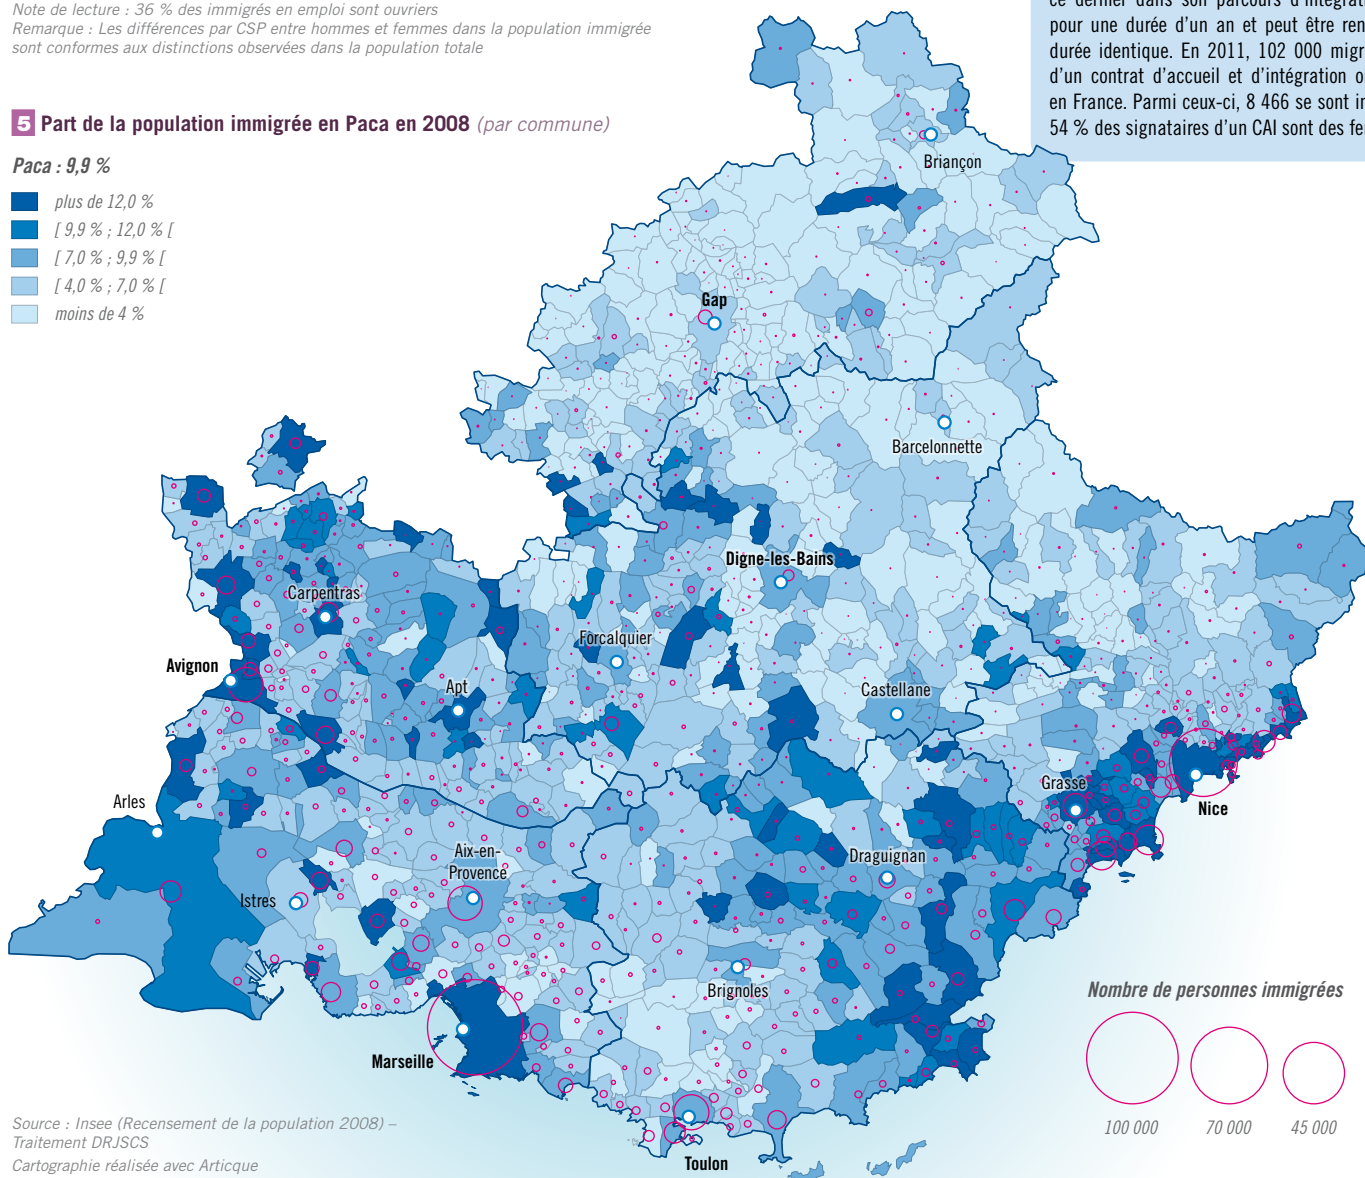 Note de lecture : 36 % des immigrés en emploi sont ouvriers
Remarque : Les différences par CSP entre hommes et femmes dans la population immigrée
sont conformes aux distinctions observées dans la population totale
ce dernier dans son parcours d'intégrat
pour une durée d'un an et peut être ren
durée identique. En 2011, 102 000 migr
d'un contrat d'accueil et d'intégration o
en France. Parmi ceux-ci, 8 466 se sont in
54 % des signataires d'un CAI sont des fe
5 Part de la population immigrée en Paca en 2008 (par commune)
Paca : 9,9 %
plus de 12,0 %
[ 9,9 % ; 12,0 % [
[ 7,0 % ; 9,9 % [
[ 4,0 % ; 7,0 % [
moins de 4 %
Briançon
Gap
Barcelonnette
Digne-les-Bains
Carpentras
Forcalquier
Avignon
Apt
Castellane
Grasse
Nice
Arles
Aix-en-
Provence
Draguignan
Istres
Brignoles
Marseille
Toulon
Nombre de personnes immigrées
100 000
70 000
45 000
Source : Insee (Recensement de la population 2008) –
Traitement DRJSCS
Cartographie réalisée avec Articque